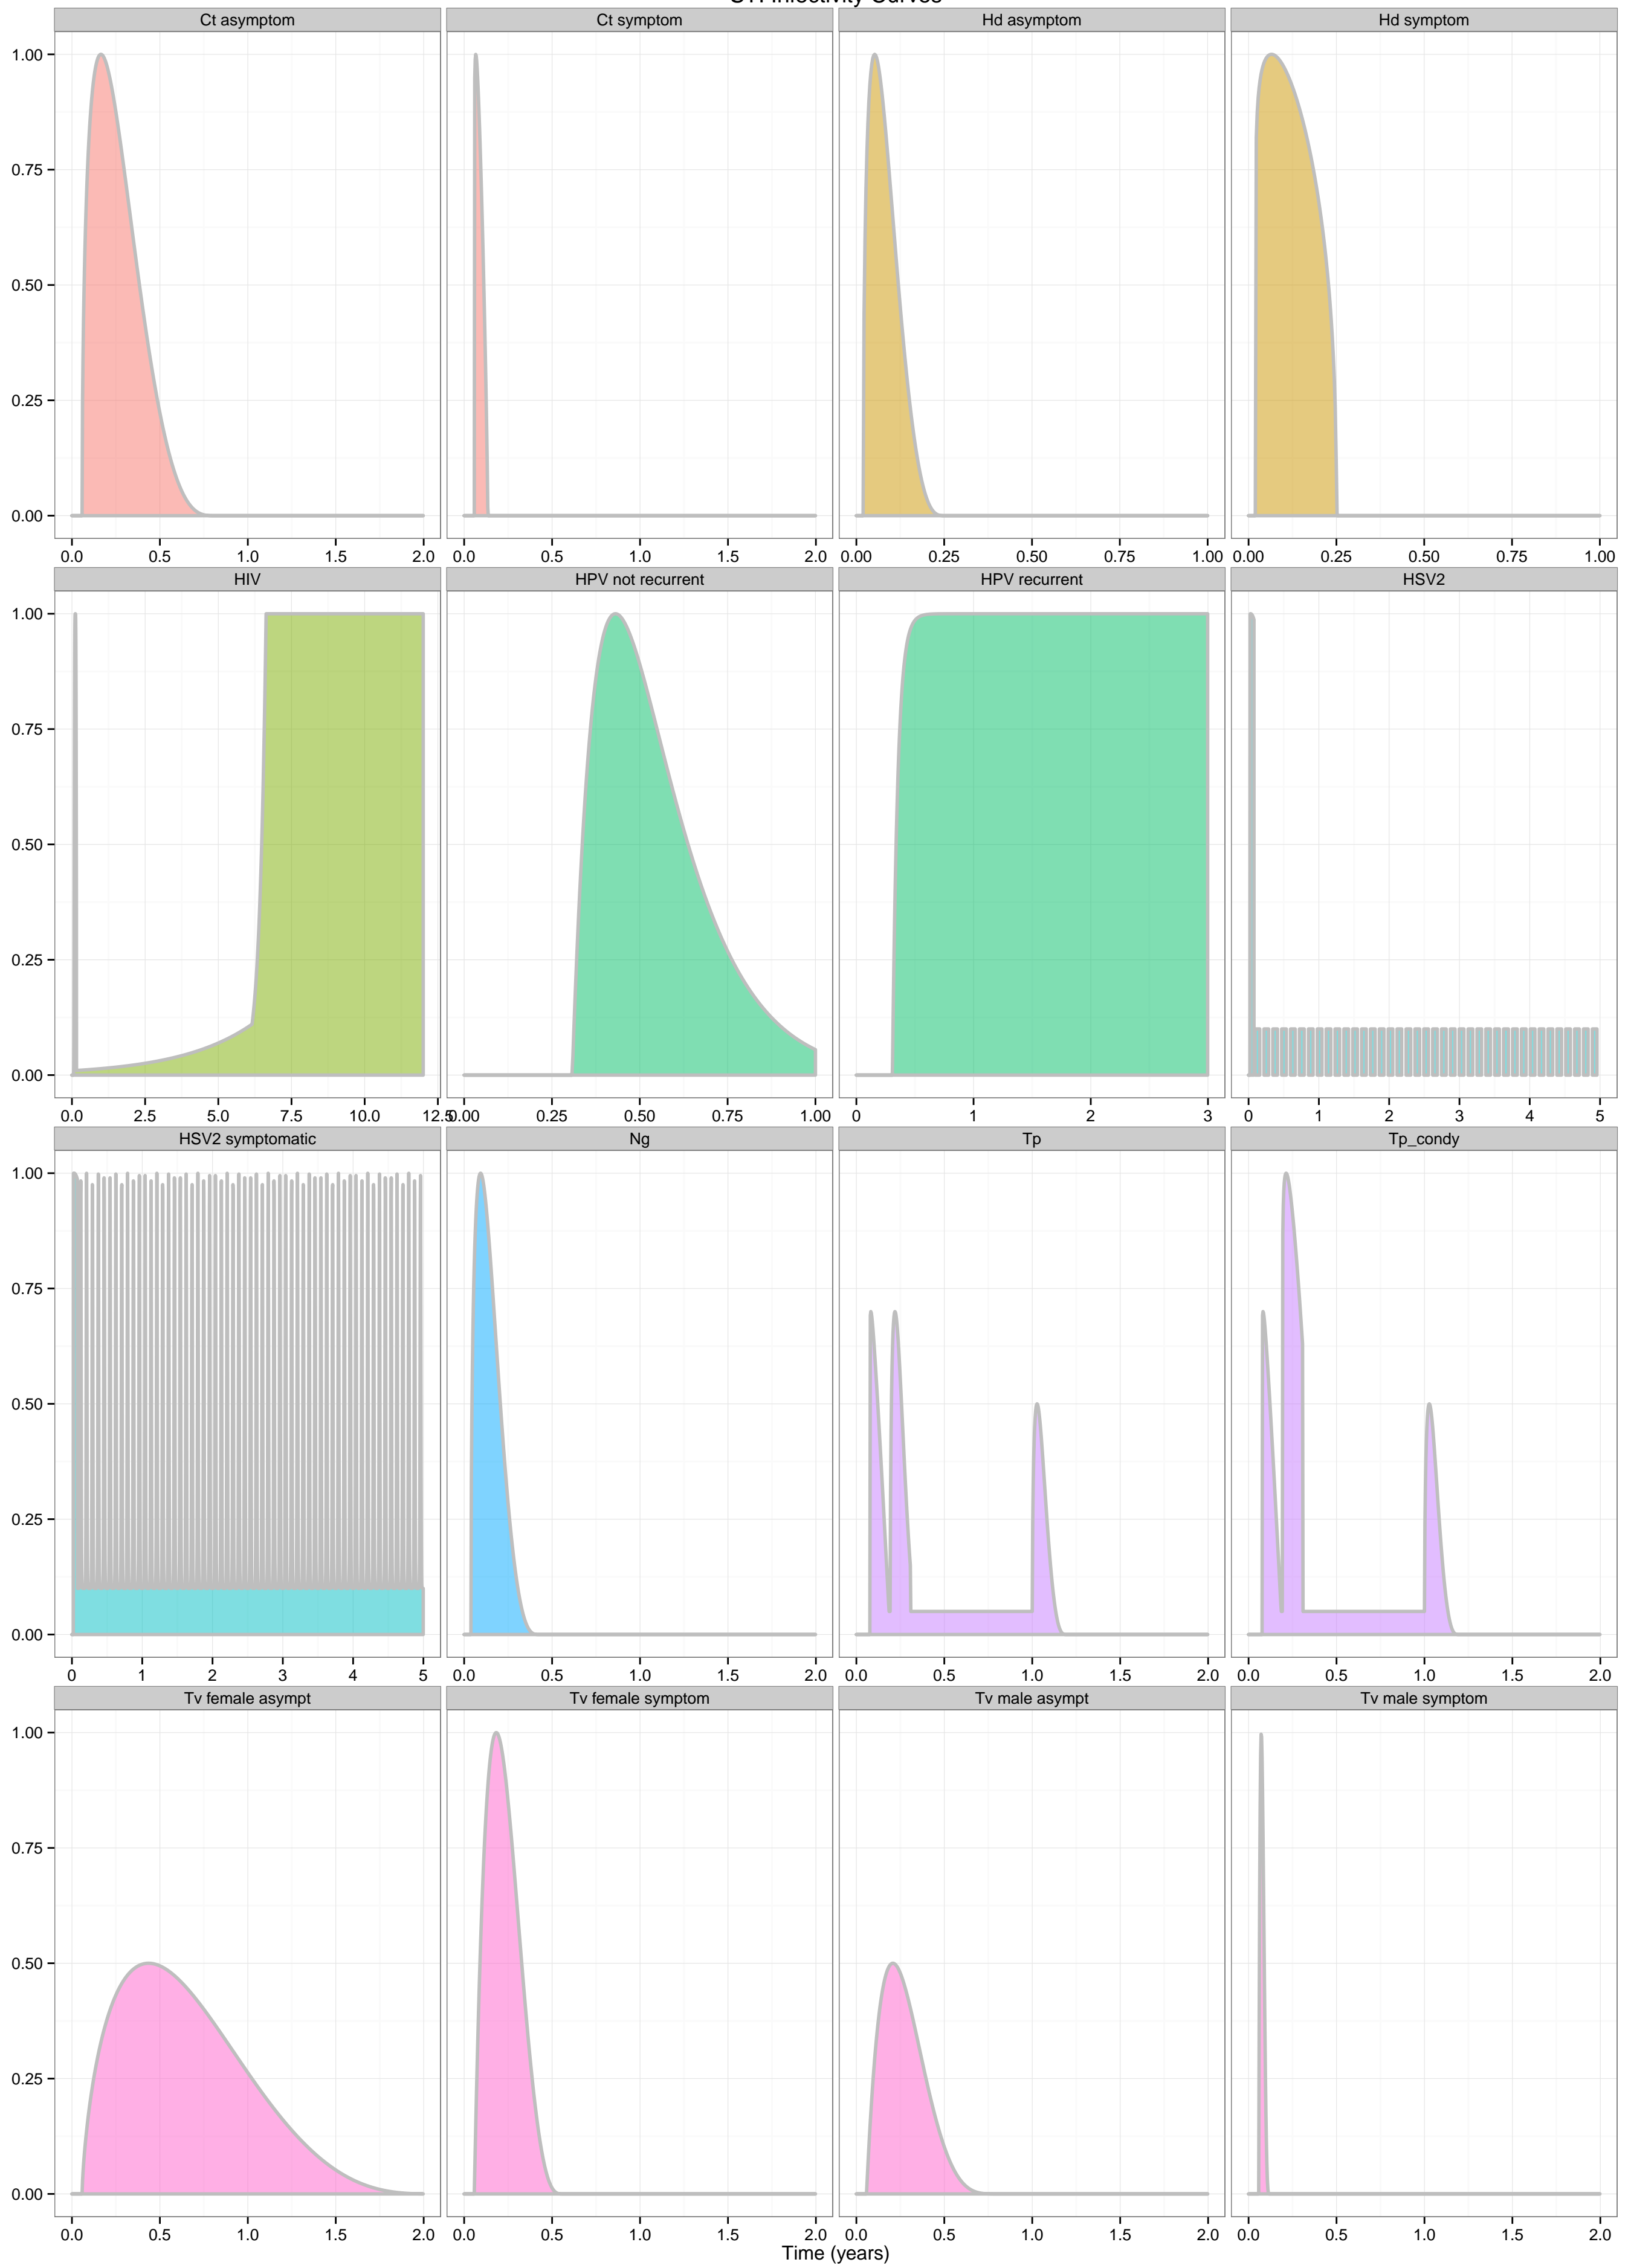 STI Infectivity Curves
Ct asymptom Ct symptom Hd asymptom Hd symptom
1.00
0.75
0.50
0.25
0.00
0.0 0.5 1.0 1.5 2.0 0.0 0.5 1.0 1.5 2.0 0.00 0.25 0.50 0.75 1.00 0.00 0.25 0.50 0.75 1.00
HIV HPV not recurrent HPV recurrent HSV2
1.00
0.75
0.50
0.25
0.00
0.0 2.5 5.0 7.5 10.0 12.5 0.00 0.25 0.50 0.75 1.00 0 1 2 3 0 1 2 3 4 5
HSV2 symptomatic Ng Tp Tp_condy
1.00
0.75
0.50
0.25
0.00
0 1 2 3 4 5 0.0 0.5 1.0 1.5 2.0 0.0 0.5 1.0 1.5 2.0 0.0 0.5 1.0 1.5 2.0
Tv female asympt Tv female symptom Tv male asympt Tv male symptom
1.00
0.75
0.50
0.25
0.00
0.0 0.5 1.0 1.5 2.0 0.0 0.5 1.0 1.5 2.0 0.0 0.5 1.0 1.5 2.0 0.0 0.5 1.0 1.5 2.0
Time (years)